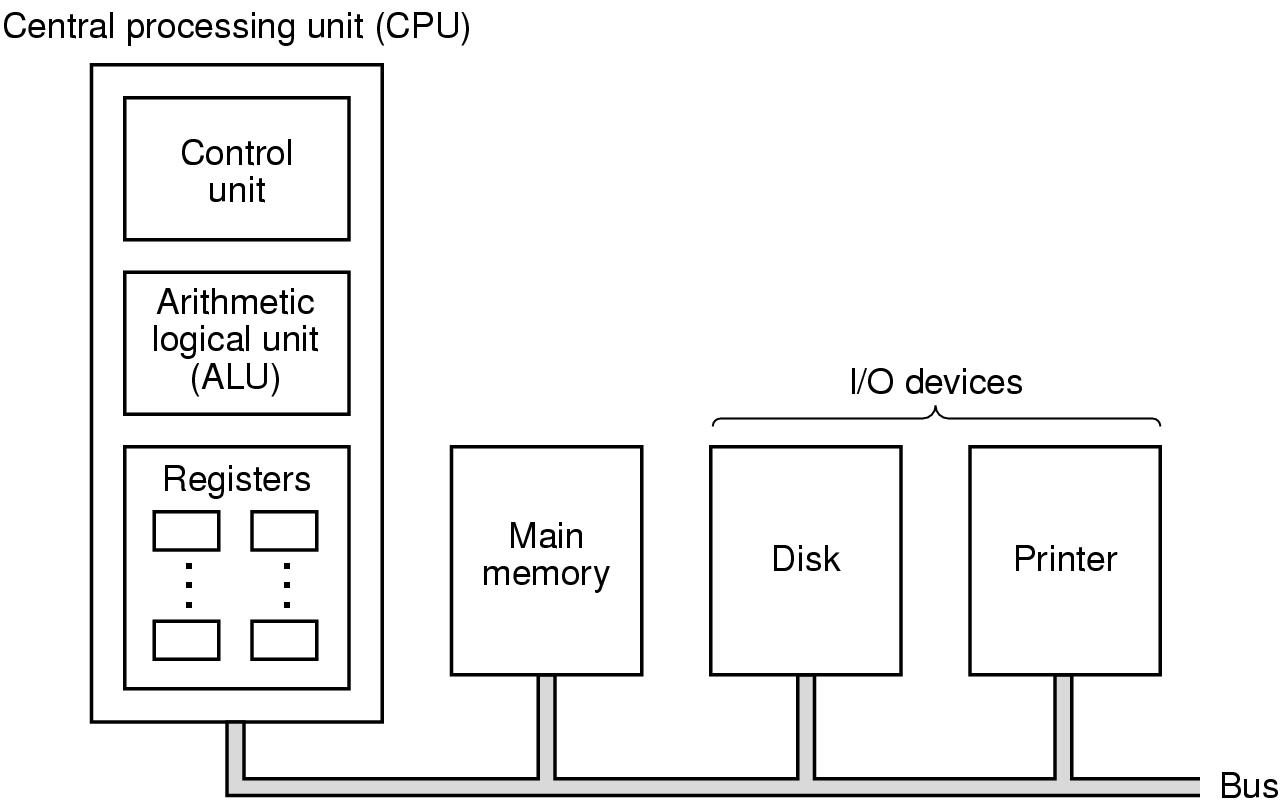 Central processing unit (CPU)
Control
unit
Arithmetic
logical unit
(ALU)
Registers
Main
memory
I/O devices
Disk
Printer
Bus